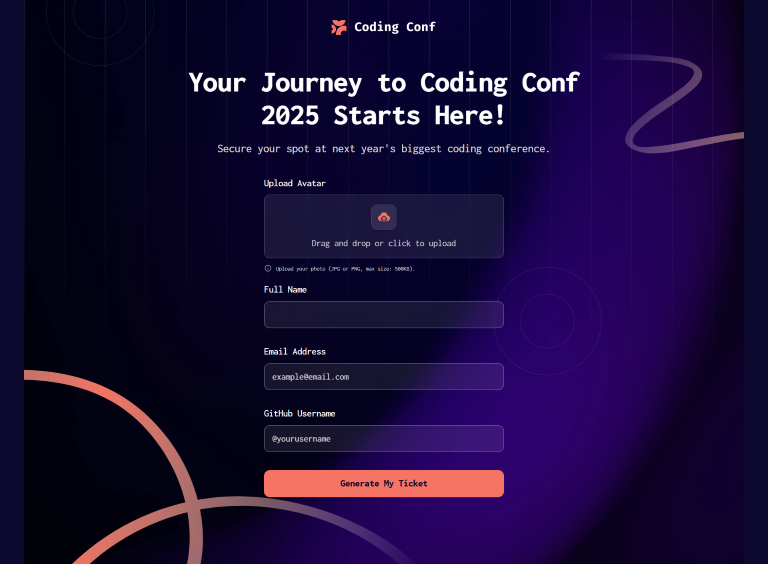 Coding Conf
Your Journey to Coding Conf
2025 Starts Here!
Secure your spot at next year's biggest coding conference.
Upload Avatar
Drag and drop or click to upload
Upload your photo (JPG or PNG, max size: 500KB).
Full Name
Email Address
example@email.com
GitHub Username
@yourusername
Generate My Ticket